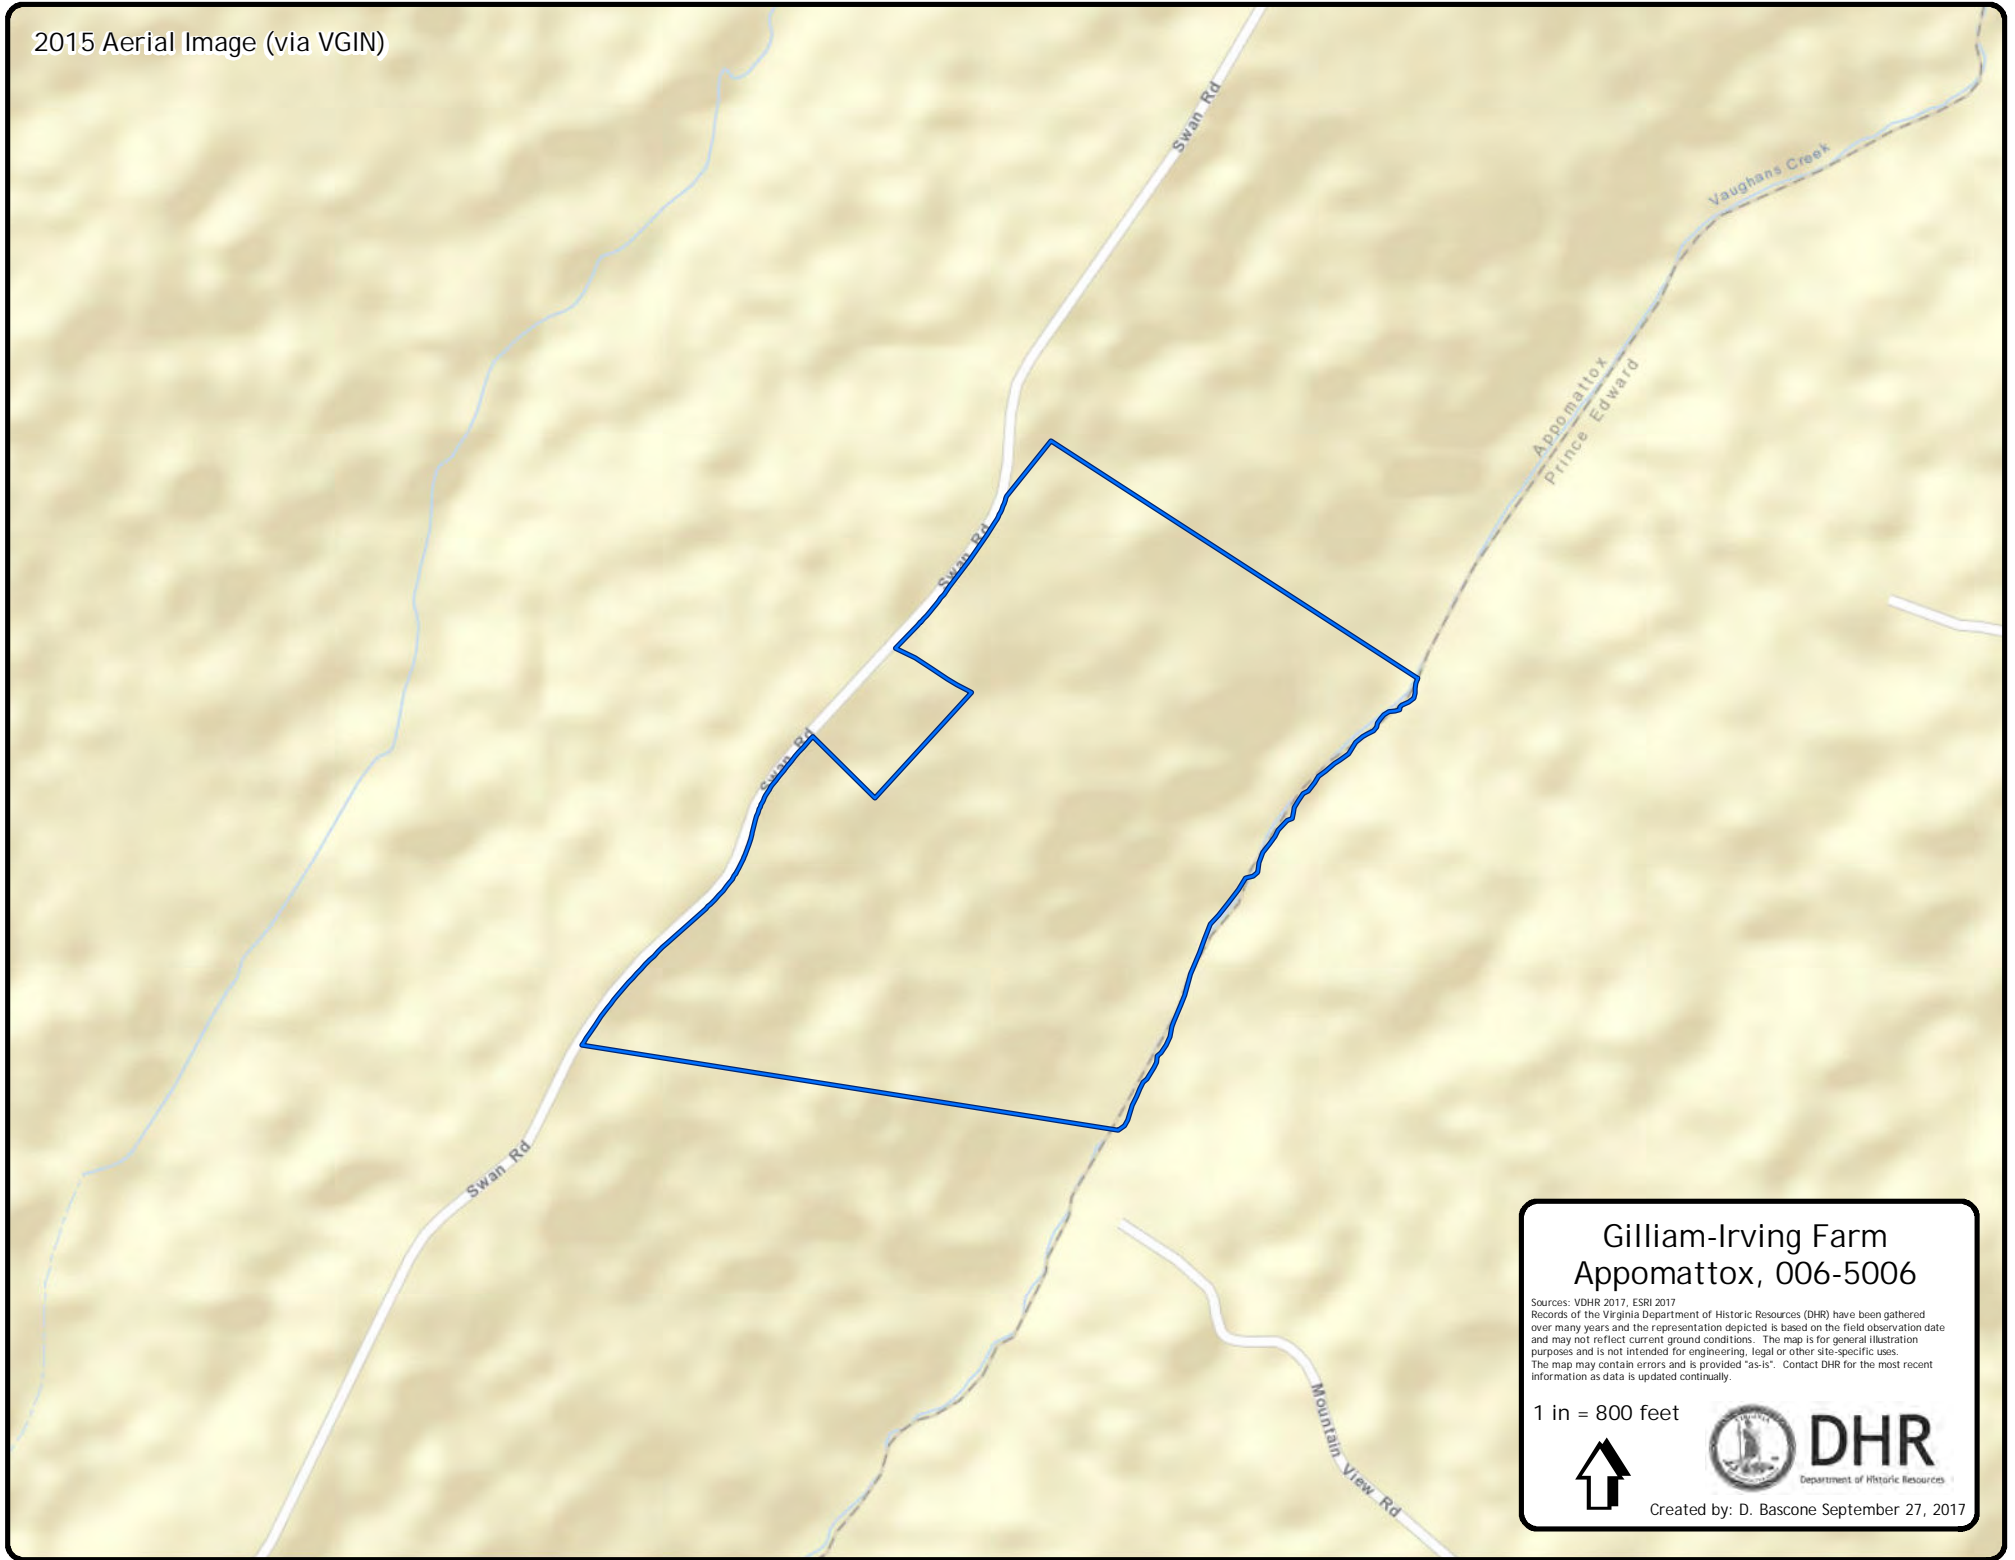 2015 Aerial Image (via VGIN)
Swan Rd
Vaughans Creek
Appomattox
Prince Edward
Swan Rd
Swan Rd
Swan Rd
Mountain View Rd
Gilliam-Irving Farm
Appomattox, 006-5006
Sources: VDHR 2017, ESRI 2017
Records of the Virginia Department of Historic Resources (DHR) have been gathered
over many years and the representation depicted is based on the field observation date
and may not reflect current ground conditions. The map is for general illustration
purposes and is not intended for engineering, legal or other site-specific uses.
The map may contain errors and is provided "as-is". Contact DHR for the most recent
information as data is updated continually.
1 in = 800 feet
DHR
Department of Historic Resources
Created by: D. Bascone September 27, 2017